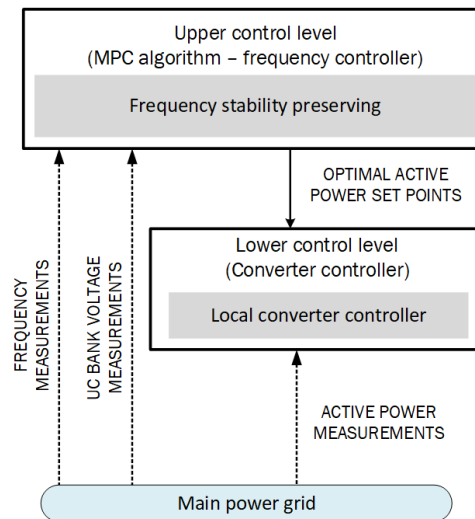 Upper control level
(MPC algorithm – frequency controller)
Frequency stability preserving
OPTIMAL ACTIVE
POWER SET POINTS
Lower control level
(Converter controller)
Local converter controller
FREQUENCY
MEASUREMENTS
UC BANK VOLTAGE
MEASUREMENTS
ACTIVE POWER
MEASUREMENTS
Main power grid